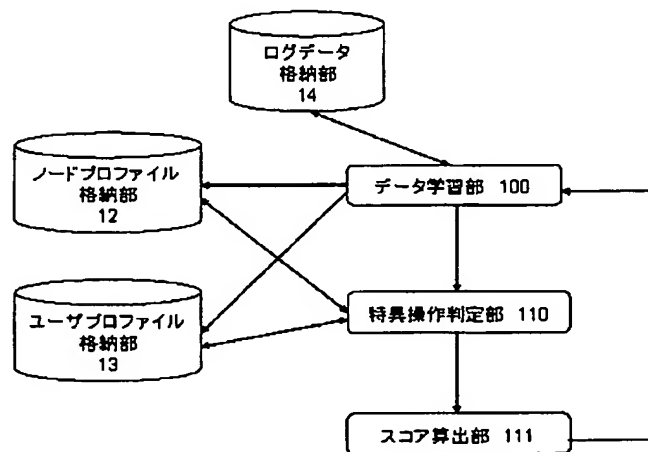 ログデータ
格納部
14
ノードプロファイル
格納部
12
データ学習部 100
ユーザプロファイル
格納部
13
特異操作判定部 110
スコア算出部 111